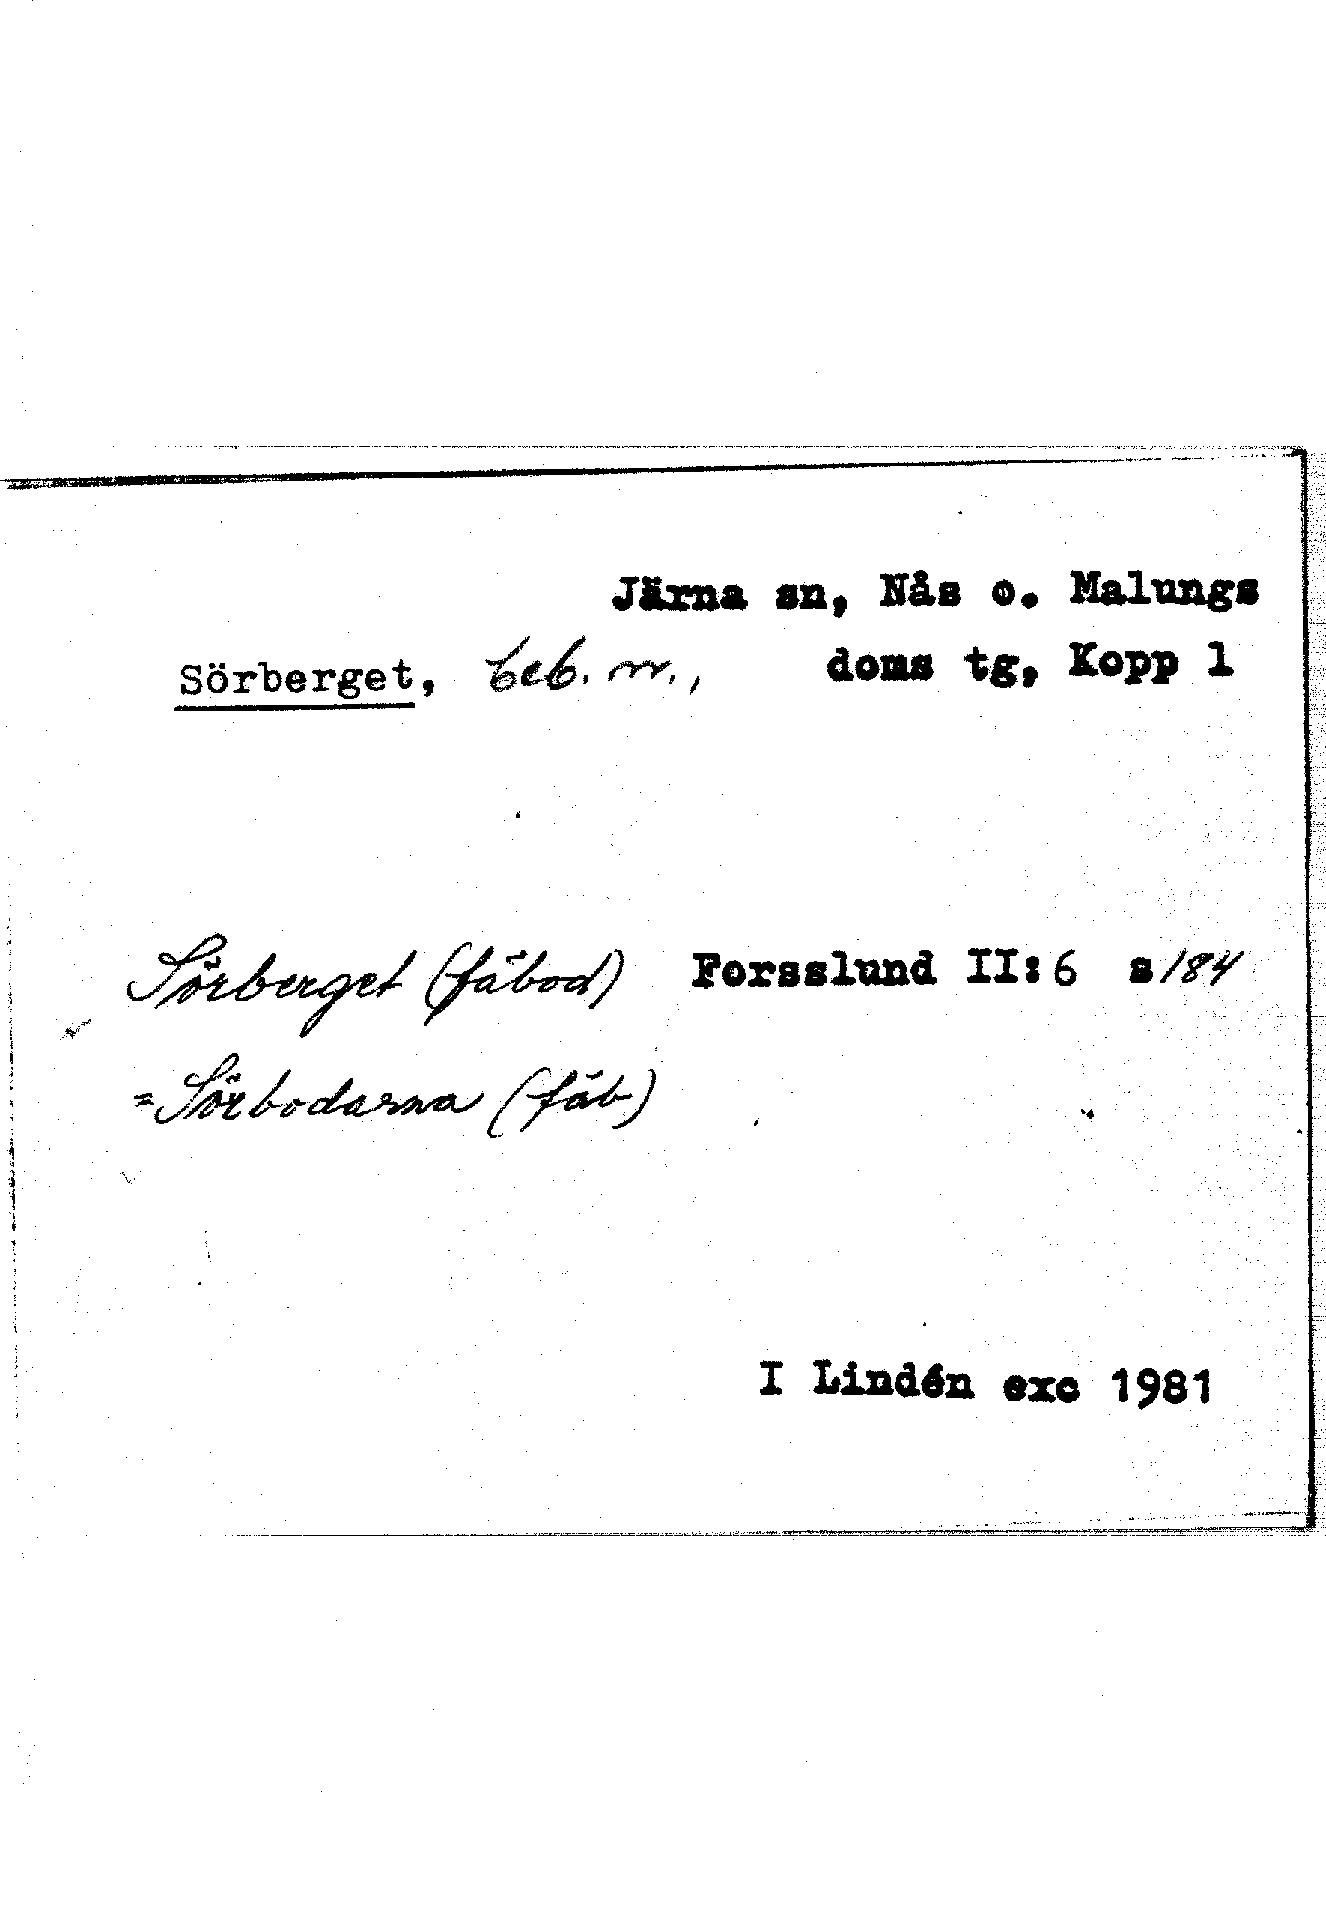 Järna sn, Nås o. Malungs
Sörberget, beb. n., doms tg, Kopp l
Sörberget (fäbod) Forsslund II:6 s 184
=Sörbodarna (fäb)
I Lindén exc 1981